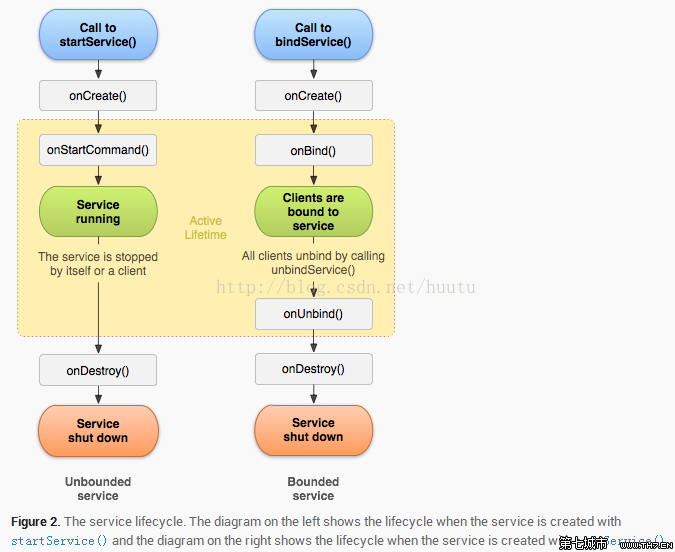 Call to
startService()
onCreate()
onStartCommand()
Service
running
The service is stopped
by itself or a client
onDestroy()
Service
shut down
Unbounded
service
Active
Lifetime
Call to
bindService()
onCreate()
onBind()
Clients are
bound to
service
All clients unbind by calling
unbindService()
onUnbind()
onDestroy()
Service
shut down
Bounded
service
http://blog.csdn.net/huutu
Figure 2. The service lifecycle. The diagram on the left shows the lifecycle when the service is created with
startService() and the diagram on the right shows the lifecycle when the service is created
第七城市 WWW.TH7.CN